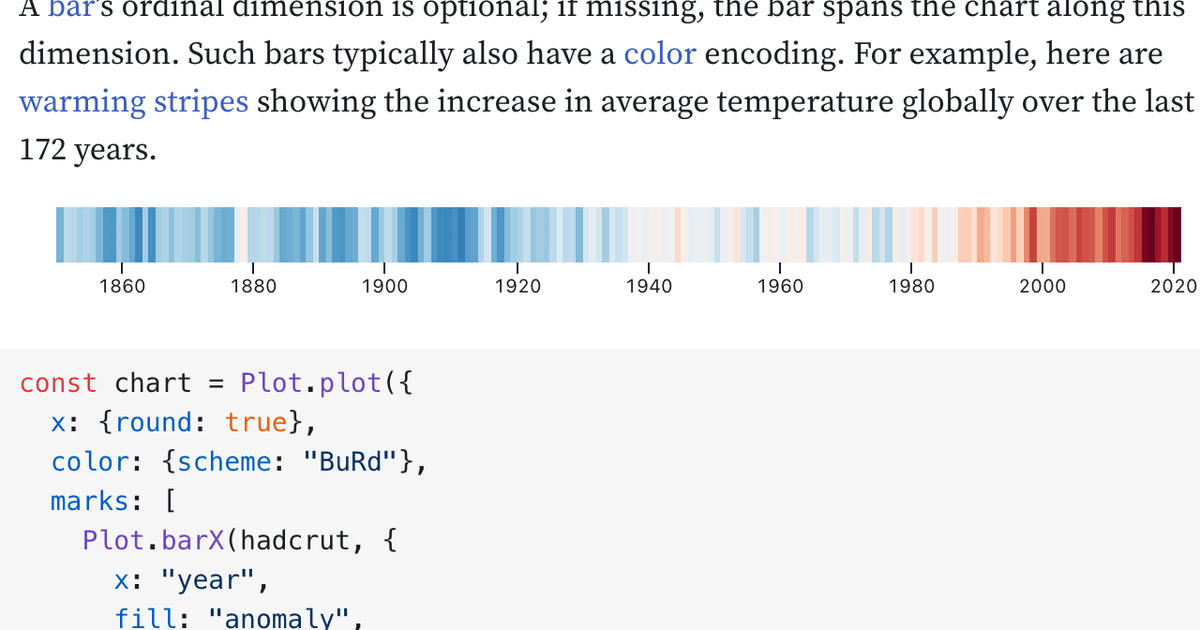 A bar's ordinal dimension is optional; if missing, the bar spans the chart along this
dimension. Such bars typically also have a color encoding. For example, here are
warming stripes showing the increase in average temperature globally over the last
172 years.
1860 1880 1900 1920 1940 1960 1980 2000 2020
const chart = Plot.plot({
  x: {round: true},
  color: {scheme: "BuRd"},
  marks: [
    Plot.barX(hadcrut, {
      x: "year",
      fill: "anomaly",